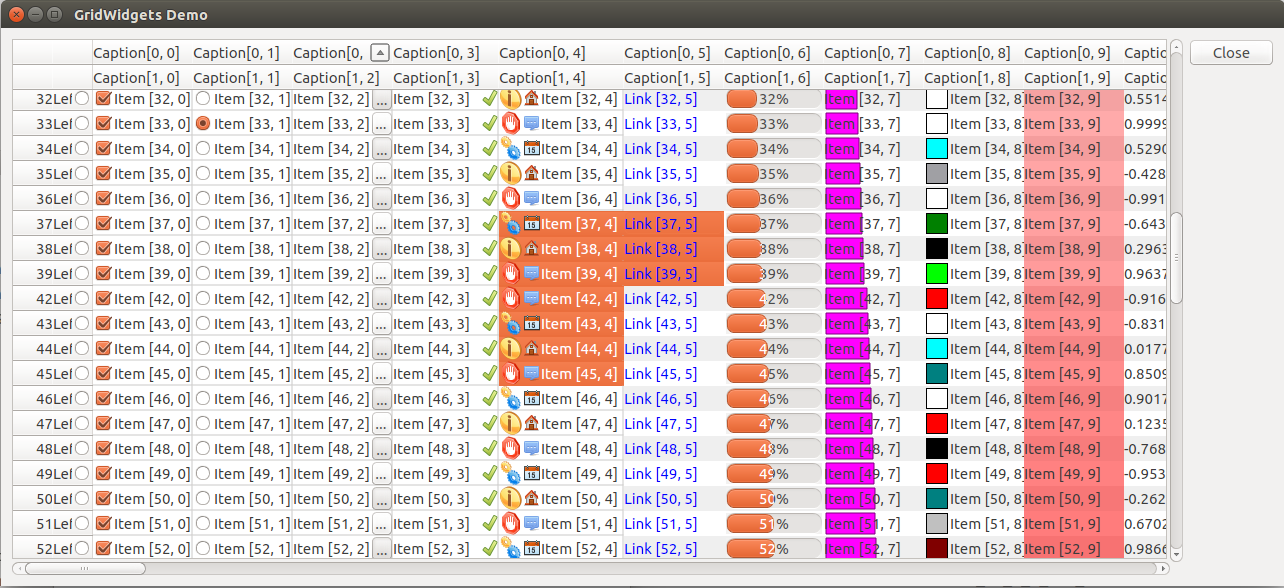 GridWidgets Demo
Close
Caption[0, 0] Caption[0, 1] Caption[0, Caption[0, 3] Caption[0, 4] Caption[0, 5] Caption[0, 6] Caption[0, 7] Caption[0, 8] Caption[0, 9] Captio
Caption[1, 0] Caption[1, 1] Caption[1, 2] Caption[1, 3] Caption[1, 4] Caption[1, 5] Caption[1, 6] Caption[1, 7] Caption[1, 8] Caption[1, 9] Captio
32Lef Item [32, 0] Item [32, 1] Item [32, 2] ... Item [32, 3] Item [32, 4] Link [32, 5] 32% Item [32, 7] Item [32, 8] Item [32, 9] 0.5514
33Lef Item [33, 0] Item [33, 1] Item [33, 2] ... Item [33, 3] 15 Item [33, 4] Link [33, 5] 33% Item [33, 7] Item [33, 8] Item [33, 9] 0.9999
34Lef Item [34, 0] Item [34, 1] Item [34, 2] ... Item [34, 3] 15 Item [34, 4] Link [34, 5] 34% Item [34, 7] Item [34, 8] Item [34, 9] 0.5290
35Lef Item [35, 0] Item [35, 1] Item [35, 2] ... Item [35, 3] Item [35, 4] Link [35, 5] 35% Item [35, 7] Item [35, 8] Item [35, 9] -0.428
36Lef Item [36, 0] Item [36, 1] Item [36, 2] ... Item [36, 3] Item [36, 4] Link [36, 5] 36% Item [36, 7] Item [36, 8] Item [36, 9] -0.991
37Lef Item [37, 0] Item [37, 1] Item [37, 2] ... Item [37, 3] 15 Item [37, 4] Link [37, 5] 37% Item [37, 7] Item [37, 8] Item [37, 9] -0.643
38Lef Item [38, 0] Item [38, 1] Item [38, 2] ... Item [38, 3] Item [38, 4] Link [38, 5] 38% Item [38, 7] Item [38, 8] Item [38, 9] 0.2963
39Lef Item [39, 0] Item [39, 1] Item [39, 2] ... Item [39, 3] Item [39, 4] Link [39, 5] 39% Item [39, 7] Item [39, 8] Item [39, 9] 0.9637
42Lef Item [42, 0] Item [42, 1] Item [42, 2] ... Item [42, 3] Item [42, 4] Link [42, 5] 42% Item [42, 7] Item [42, 8] Item [42, 9] -0.916
43Lef Item [43, 0] Item [43, 1] Item [43, 2] ... Item [43, 3] 15 Item [43, 4] Link [43, 5] 43% Item [43, 7] Item [43, 8] Item [43, 9] -0.831
44Lef Item [44, 0] Item [44, 1] Item [44, 2] ... Item [44, 3] Item [44, 4] Link [44, 5] 44% Item [44, 7] Item [44, 8] Item [44, 9] 0.0177
45Lef Item [45, 0] Item [45, 1] Item [45, 2] ... Item [45, 3] Item [45, 4] Link [45, 5] 45% Item [45, 7] Item [45, 8] Item [45, 9] 0.8509
46Lef Item [46, 0] Item [46, 1] Item [46, 2] ... Item [46, 3] 15 Item [46, 4] Link [46, 5] 46% Item [46, 7] Item [46, 8] Item [46, 9] 0.9017
47Lef Item [47, 0] Item [47, 1] Item [47, 2] ... Item [47, 3] Item [47, 4] Link [47, 5] 47% Item [47, 7] Item [47, 8] Item [47, 9] 0.1235
48Lef Item [48, 0] Item [48, 1] Item [48, 2] ... Item [48, 3] Item [48, 4] Link [48, 5] 48% Item [48, 7] Item [48, 8] Item [48, 9] -0.768
49Lef Item [49, 0] Item [49, 1] Item [49, 2] ... Item [49, 3] 15 Item [49, 4] Link [49, 5] 49% Item [49, 7] Item [49, 8] Item [49, 9] -0.953
50Lef Item [50, 0] Item [50, 1] Item [50, 2] ... Item [50, 3] Item [50, 4] Link [50, 5] 50% Item [50, 7] Item [50, 8] Item [50, 9] -0.262
51Lef Item [51, 0] Item [51, 1] Item [51, 2] ... Item [51, 3] Item [51, 4] Link [51, 5] 51% Item [51, 7] Item [51, 8] Item [51, 9] 0.6702
52Lef Item [52, 0] Item [52, 1] Item [52, 2] ... Item [52, 3] 15 Item [52, 4] Link [52, 5] 52% Item [52, 7] Item [52, 8] Item [52, 9] 0.9866